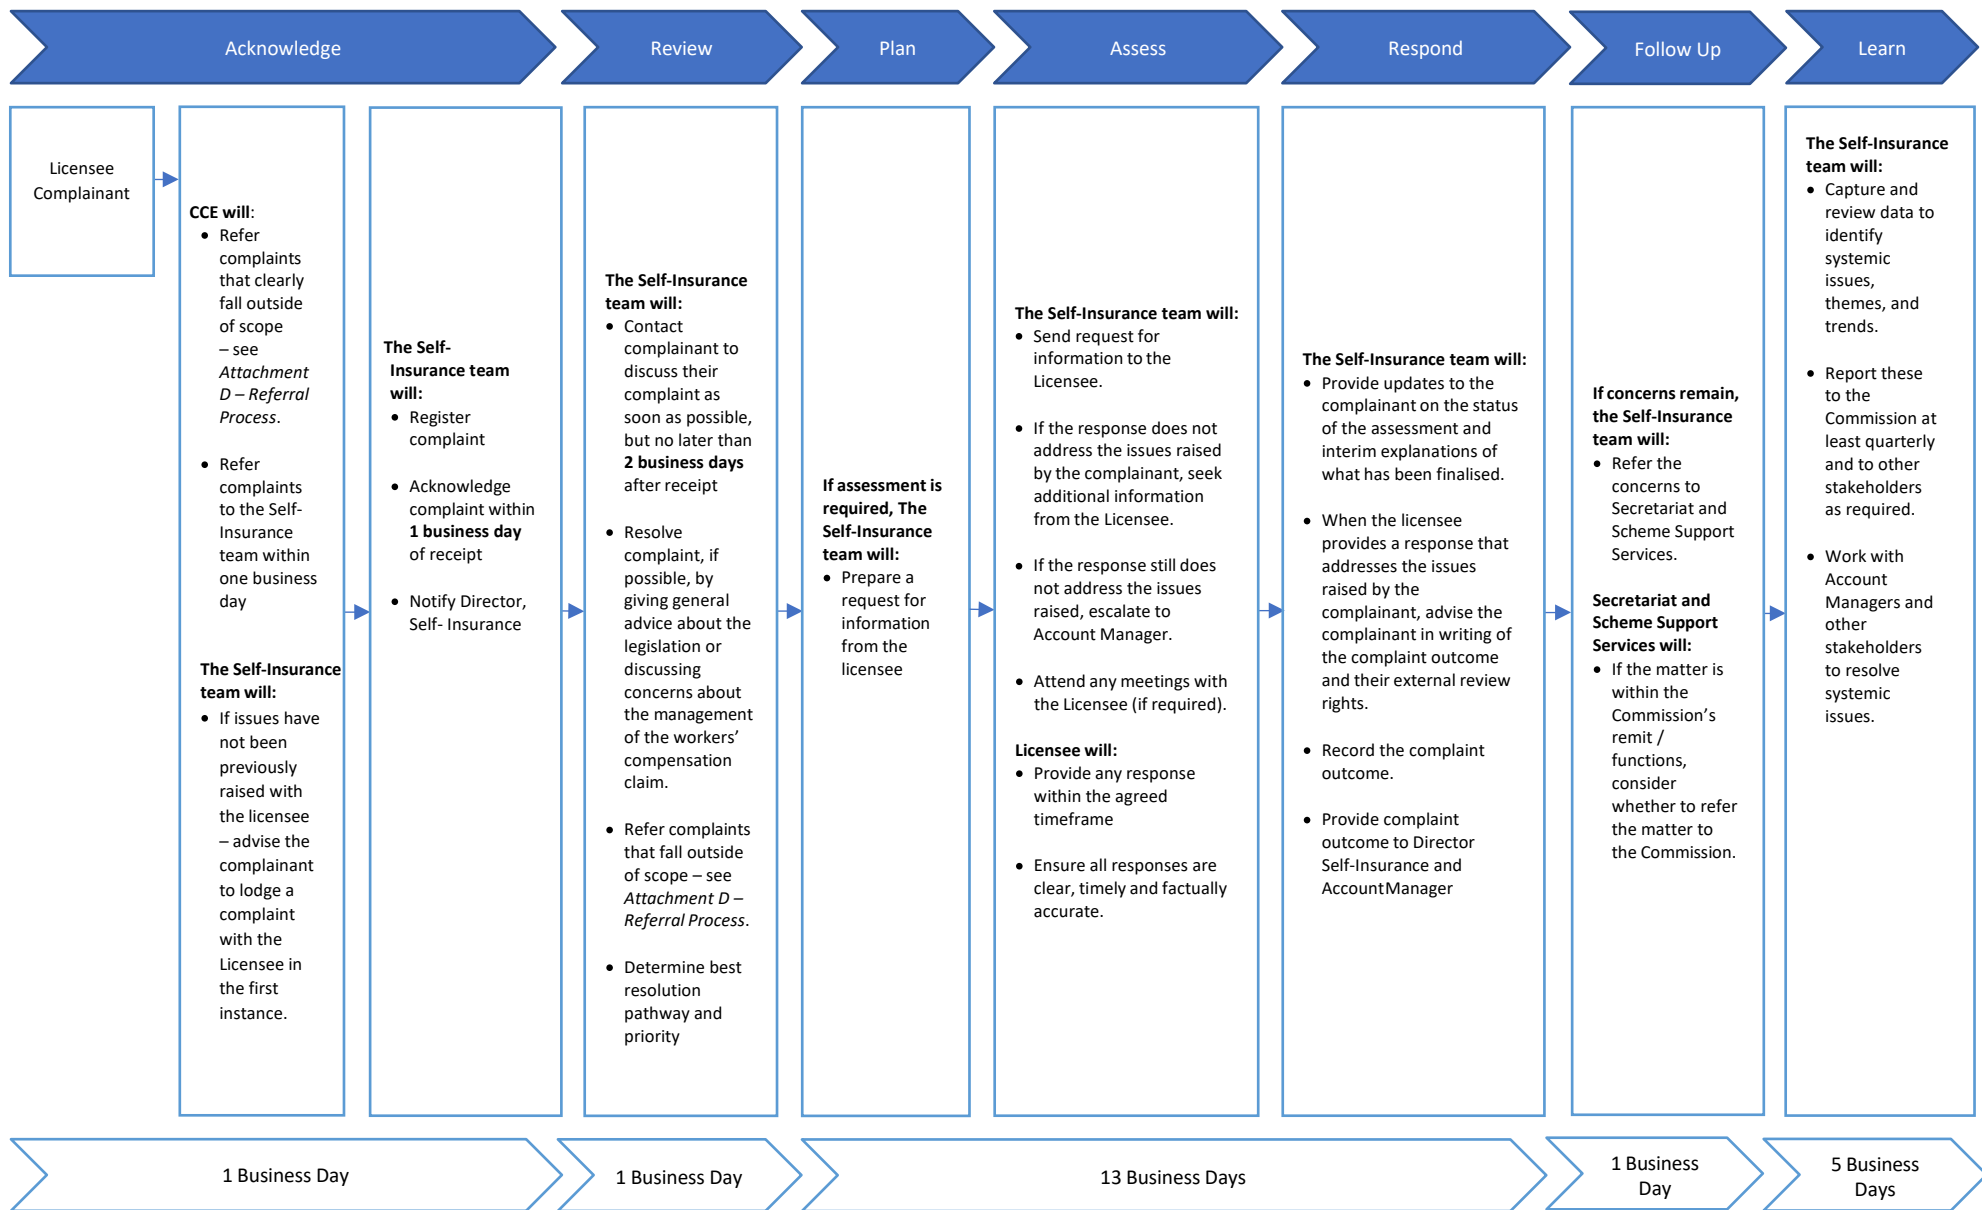 Acknowledge
Review
Plan
Assess
Respond
Follow Up
Learn
Licensee
Complainant
CCE will:
• Refer
complaints
that clearly
fall outside
of scope
– see
Attachment
D – Referral
Process.
• Refer
complaints
to the Self-
Insurance
team within
one business
day
The Self-Insurance
team will:
• If issues have
not been
previously
raised with
the licensee
– advise the
complainant
to lodge a
complaint
with the
Licensee in
the first
instance.
The Self-
Insurance team
will:
• Register
complaint
• Acknowledge
complaint within
1 business day
of receipt
• Notify Director,
Self- Insurance
The Self-Insurance
team will:
• Contact
complainant to
discuss their
complaint as
soon as possible,
but no later than
2 business days
after receipt
• Resolve
complaint, if
possible, by
giving general
advice about the
legislation or
discussing
concerns about
the management
of the workers’
compensation
claim.
• Refer complaints
that fall outside
of scope – see
Attachment D –
Referral Process.
• Determine best
resolution
pathway and
priority
If assessment is
required, The
Self-Insurance
team will:
• Prepare a
request for
information
from the
licensee
The Self-Insurance team will:
• Send request for
information to the
Licensee.
• If the response does not
address the issues raised
by the complainant, seek
additional information
from the Licensee.
• If the response still does
not address the issues
raised, escalate to
Account Manager.
• Attend any meetings with
the Licensee (if required).
Licensee will:
• Provide any response
within the agreed
timeframe
• Ensure all responses are
clear, timely and factually
accurate.
The Self-Insurance team will:
• Provide updates to the
complainant on the status
of the assessment and
interim explanations of
what has been finalised.
• When the licensee
provides a response that
addresses the issues
raised by the
complainant, advise the
complainant in writing of
the complaint outcome
and their external review
rights.
• Record the complaint
outcome.
• Provide complaint
outcome to Director
Self-Insurance and
AccountManager
If concerns remain,
the Self-Insurance
team will:
• Refer the
concerns to
Secretariat and
Scheme Support
Services.
Secretariat and
Scheme Support
Services will:
• If the matter is
within the
Commission’s
remit /
functions,
consider
whether to refer
the matter to
the Commission.
The Self-Insurance
team will:
• Capture and
review data to
identify
systemic
issues,
themes, and
trends.
• Report these
to the
Commission at
least quarterly
and to other
stakeholders
as required.
• Work with
Account
Managers and
other
stakeholders
to resolve
systemic
issues.
1 Business Day
1 Business Day
13 Business Days
1 Business
Day
5 Business
Days